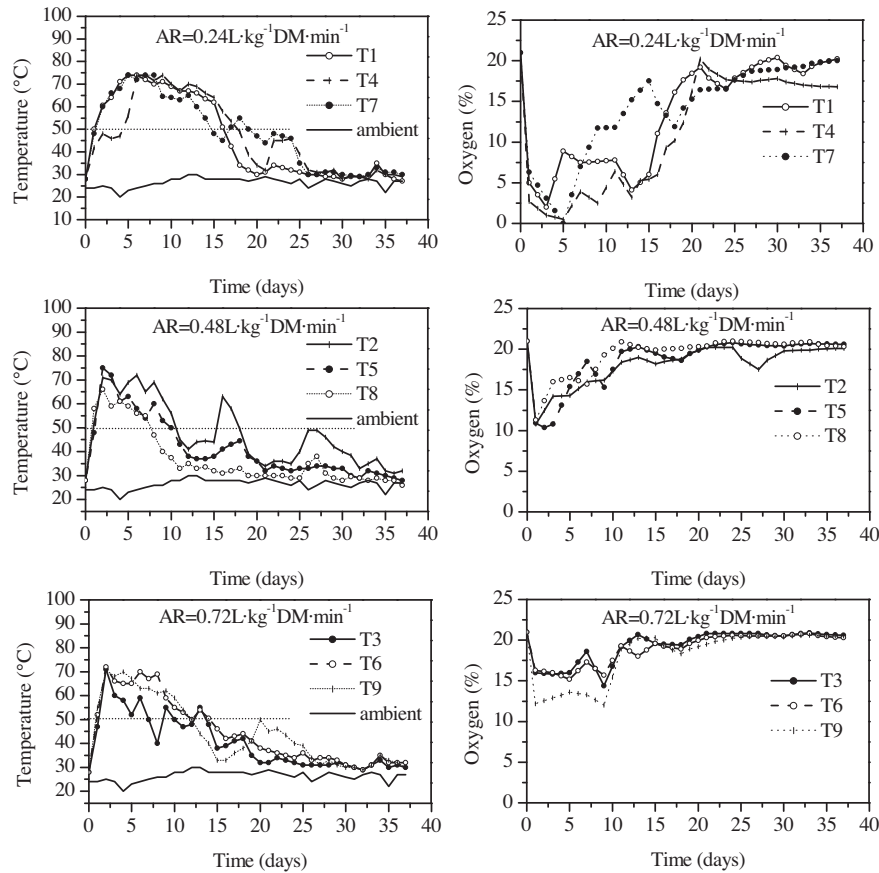 AR=0.24L·kg⁻¹DM·min⁻¹
T1
T4
T7
ambient
Temperature (°C)
100
90
80
70
60
50
40
30
20
10
0 5 10 15 20 25 30 35 40
Time (days)
AR=0.24L·kg⁻¹DM·min⁻¹
T1
T4
T7
Oxygen (%)
25
20
15
10
5
0
0 5 10 15 20 25 30 35 40
Time (days)
AR=0.48L·kg⁻¹DM·min⁻¹
T2
T5
T8
ambient
Temperature (°C)
100
90
80
70
60
50
40
30
20
0 5 10 15 20 25 30 35 40
Time (days)
AR=0.48L·kg⁻¹DM·min⁻¹
T2
T5
T8
Oxygen (%)
25
20
15
10
5
0
0 5 10 15 20 25 30 35 40
Time (days)
AR=0.72L·kg⁻¹DM·min⁻¹
T3
T6
T9
ambient
Temperature (°C)
100
90
80
70
60
50
40
30
20
0 5 10 15 20 25 30 35 40
Time (days)
AR=0.72L·kg⁻¹DM·min⁻¹
T3
T6
T9
Oxygen (%)
25
20
15
10
5
0
0 5 10 15 20 25 30 35 40
Time (days)